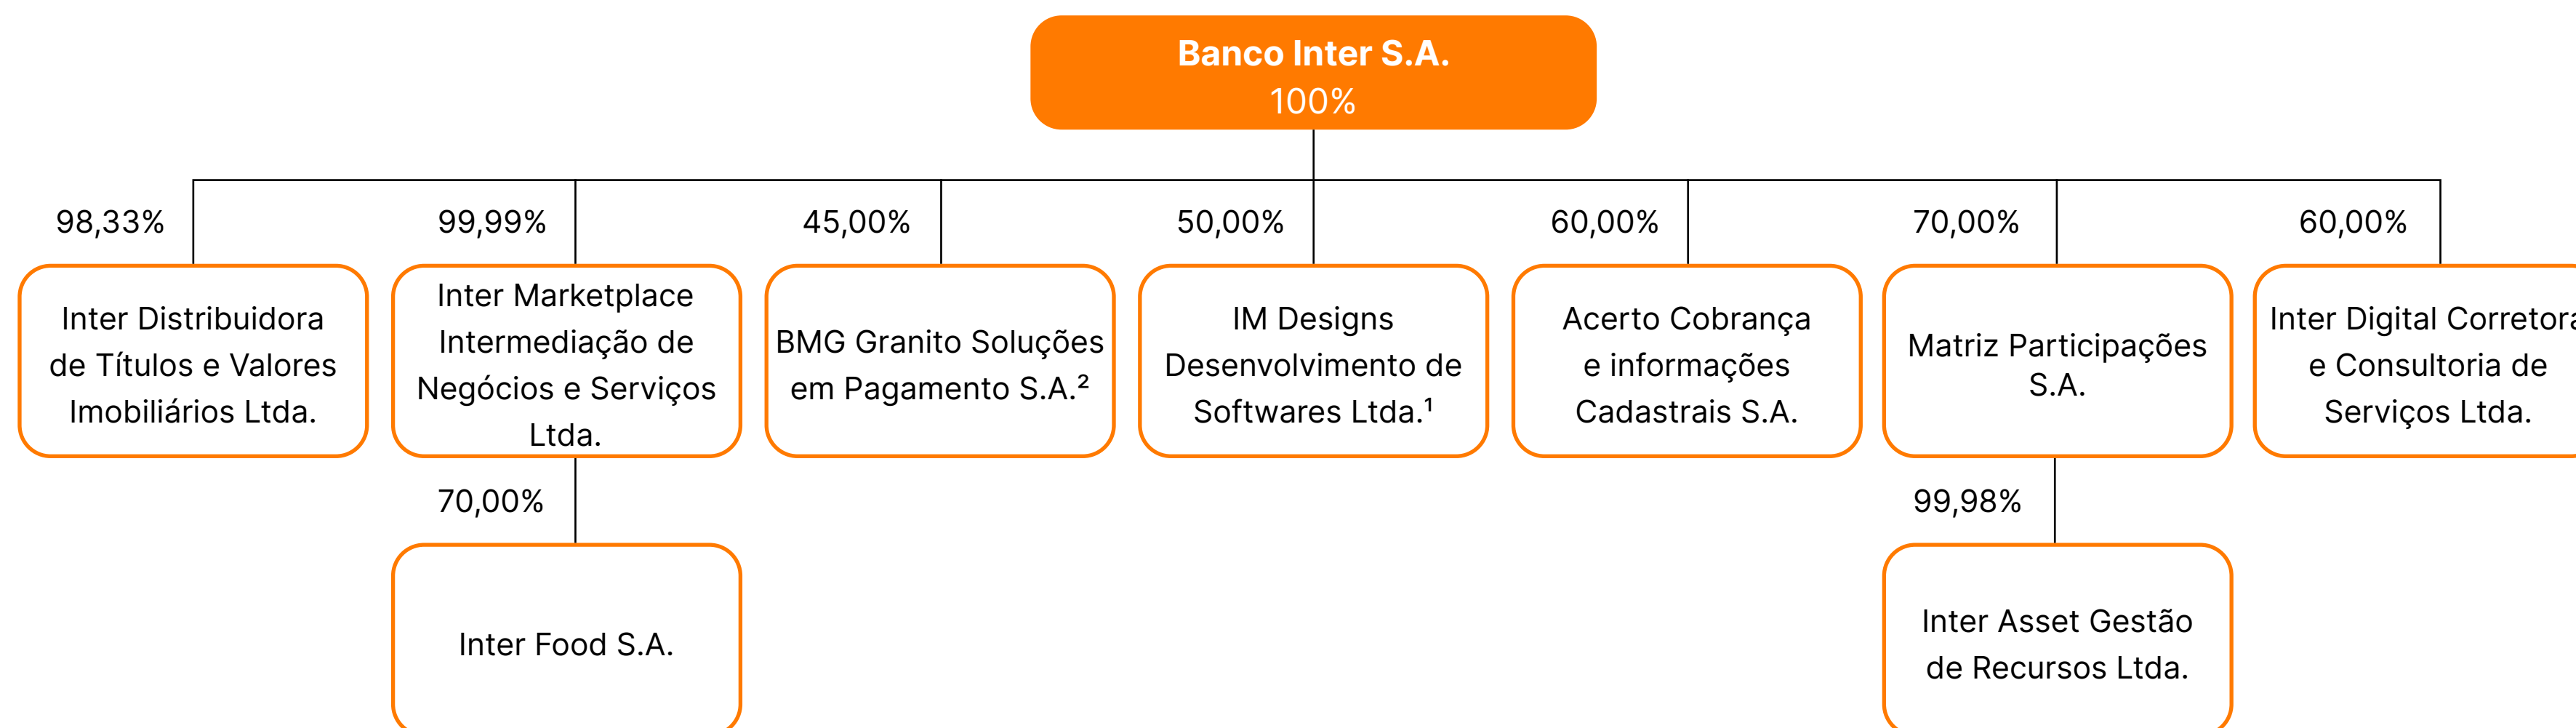 Banco Inter S.A.
100%
98,33%
99,99%
45,00%
50,00%
60,00%
70,00%
60,00%
Inter Distribuidora
de Títulos e Valores
Imobiliários Ltda.
Inter Marketplace
Intermediação de
Negócios e Serviços
Ltda.
BMG Granito Soluções
em Pagamento S.A.²
IM Designs
Desenvolvimento de
Softwares Ltda.¹
Acerto Cobrança
e informações
Cadastrais S.A.
Matriz Participações
S.A.
Inter Digital Corretora
e Consultoria de
Serviços Ltda.
70,00%
99,98%
Inter Food S.A.
Inter Asset Gestão
de Recursos Ltda.